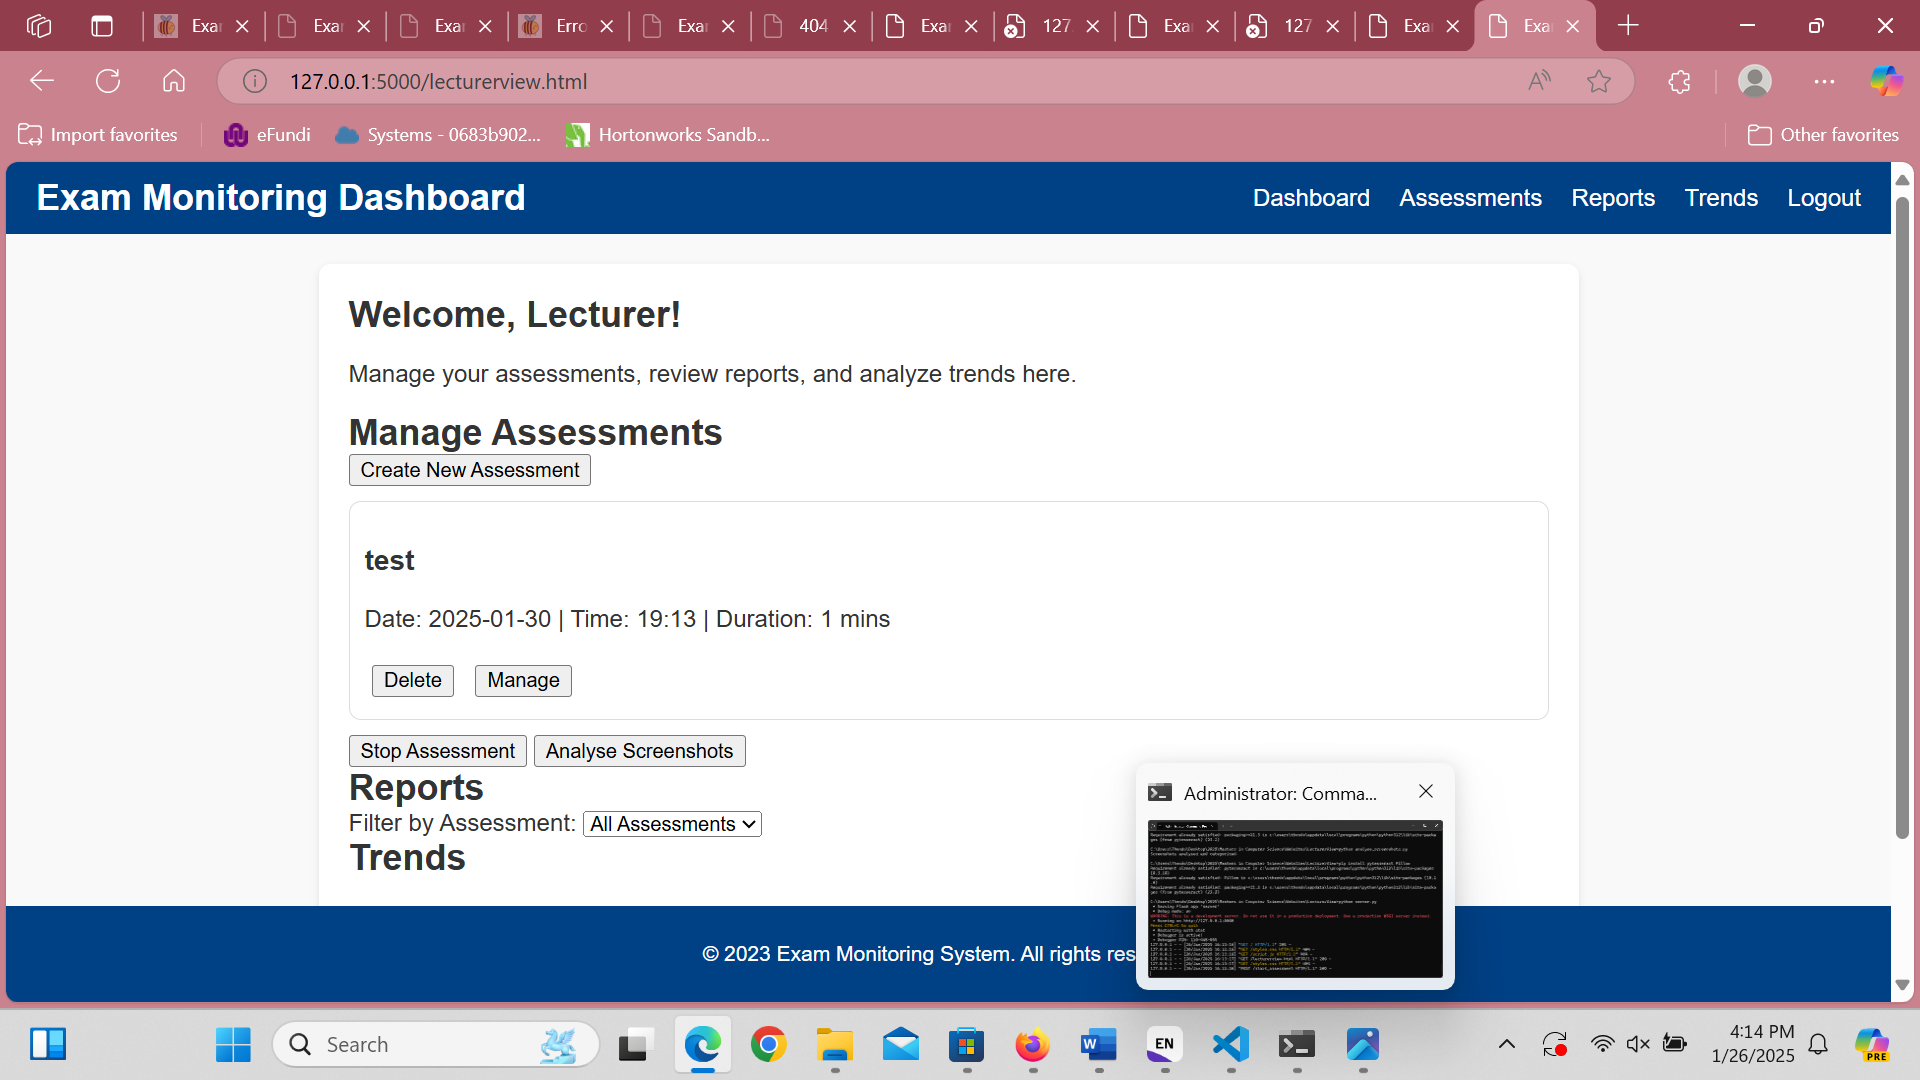 Exa
Exa
Exa
Erro
Exa
404
Exa
127.
Exa
127
Exa
Exa
127.0.0.1:5000/lecturerview.html
Import favorites
eFundi
Systems - 0683b902...
Hortonworks Sandb...
Other favorites
Exam Monitoring Dashboard
Dashboard Assessments Reports Trends Logout
Welcome, Lecturer!
Manage your assessments, review reports, and analyze trends here.
Manage Assessments
Create New Assessment
test
Date: 2025-01-30 | Time: 19:13 | Duration: 1 mins
Delete Manage
Stop Assessment Analyse Screenshots
Reports
Filter by Assessment: All Assessments
Trends
© 2023 Exam Monitoring System. All rights res
Administrator: Comma...
Search
EN
4:14 PM
1/26/2025
PRE